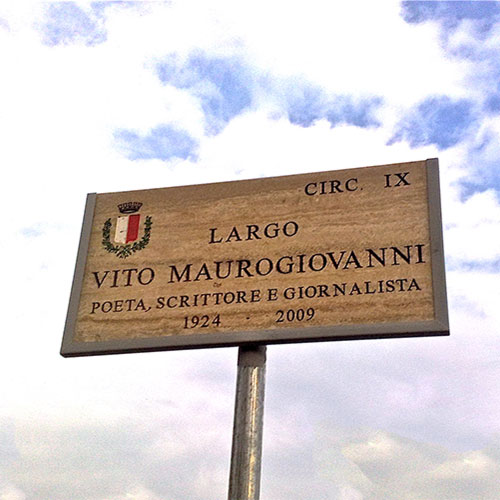 CIRC. IX
LARGO
VITO MAUROGIOVANNI
POETA, SCRITTORE E GIORNALISTA
1924 - 2009